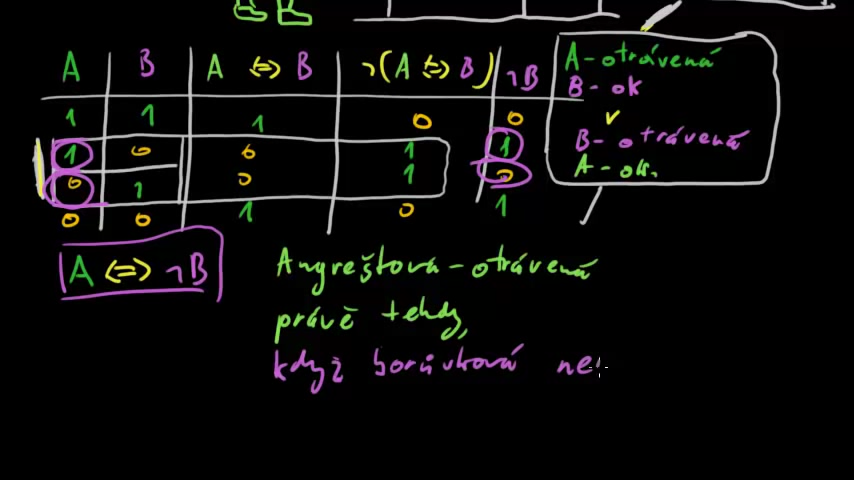 A B A ⇔ B ¬(A ⇔ B) ¬B
1 1 1 0 0
1 0 0 1 1
0 1 0 1 0
0 0 1 0 1
A - otrávená
B - ok
B - otrávená
A - ok.
A ⇔ ¬B
Angreštová - otrávená
právě tehdy,
když borůvková ne